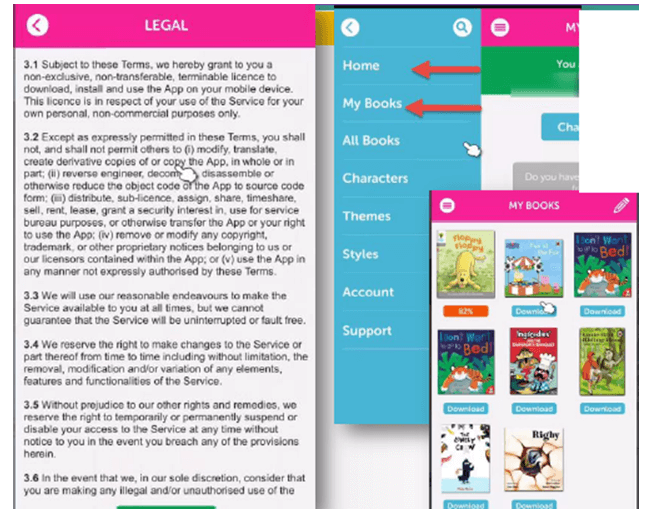 LEGAL
3.1 Subject to these Terms, we hereby grant to you a
non-exclusive, non-transferable, terminable licence to
download, install and use the App on your mobile device.
This licence is in respect of your use of the Service for your
own personal, non-commercial purposes only.
3.2 Except as expressly permitted in these Terms, you shall
not, and shall not permit others to (i) modify, translate,
create derivative copies of or copy the App, in whole or in
part; (ii) reverse engineer, disassemble or
otherwise reduce the object code of the App to source code
form; (iii) distribute, sub-licence, assign, share, timeshare,
sell, rent, lease, grant a security interest in, use for service
bureau purposes, or otherwise transfer the App or your right
to use the App; (iv) remove or modify any copyright,
trademark, or other proprietary notices belonging to us or
our licensors contained within the App; or (v) use the App in
any manner not expressly authorised by these Terms.
3.3 We will use our reasonable endeavours to make the
Service available to you at all times, but we cannot
guarantee that the Service will be uninterrupted or fault free.
3.4 We reserve the right to make changes to the Service or
part thereof from time to time including without limitation, the
removal, modification and/or variation of any elements,
features and functionalities of the Service.
3.5 Without prejudice to our other rights and remedies, we
reserve the right to temporarily or permanently suspend or
disable your access to the Service at any time without
notice to you in the event you breach any of the provisions
herein.
3.6 In the event that we, in our sole discretion, consider that
you are making any illegal and/or unauthorised use of the
Home
My Books
All Books
Characters
Themes
Styles
Account
Support
MY
You
Cha
Do you have
MY BOOKS
Floppy
Floppy
Fair
the Fair
I Don't Want
to go to
Bed!
82%
Download
Download
I Don't Want
to go to
Bed!
Download
Download
Download
THE
LONELY
CROW
Rigby
Download
Download